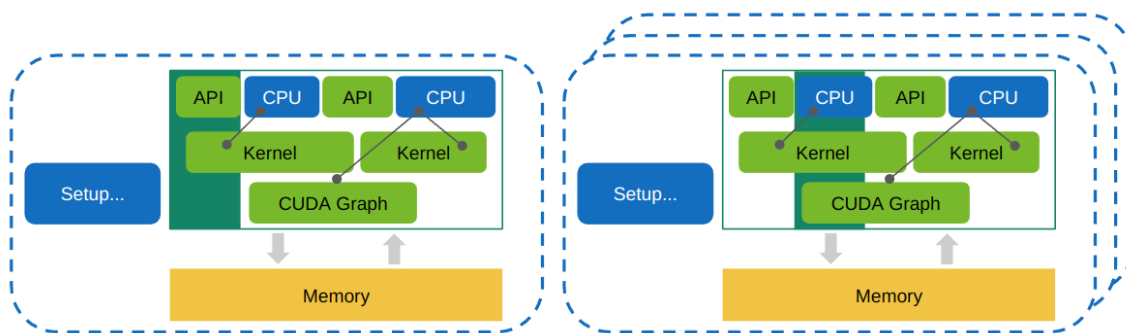 API CPU API CPU
Kernel Kernel
Setup...
CUDA Graph
Memory
API CPU API CPU
Kernel Kernel
Setup...
CUDA Graph
Memory